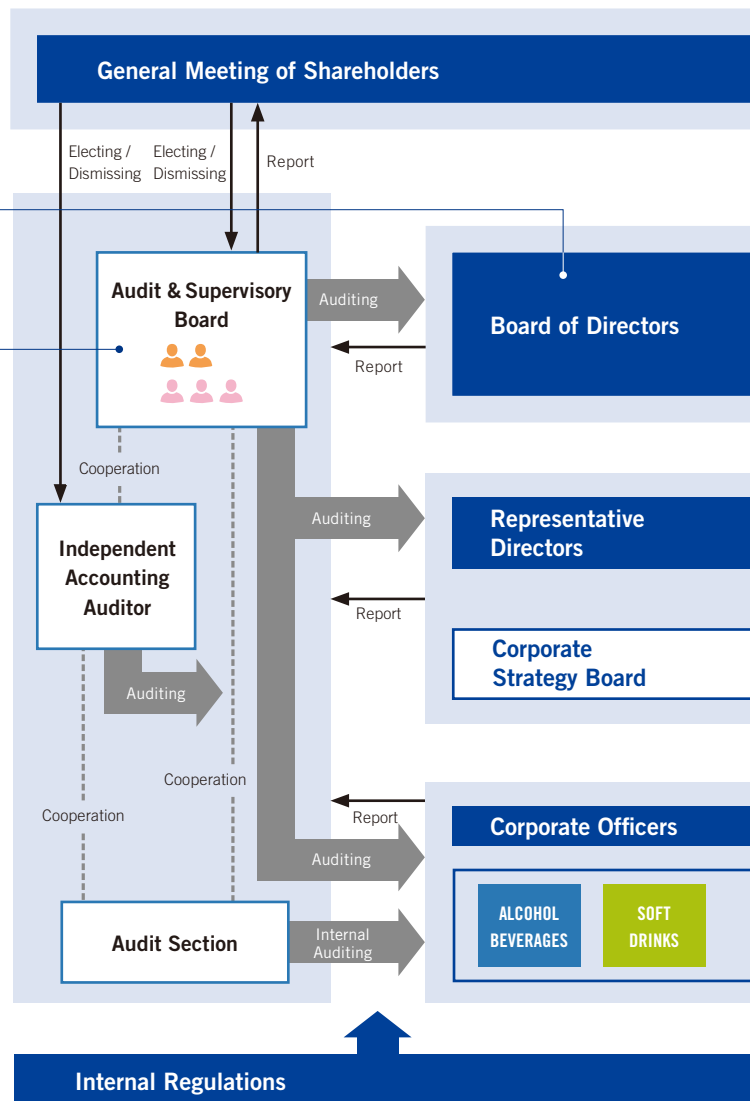 General Meeting of Shareholders
Electing /
Dismissing
Electing /
Dismissing
Report
Audit & Supervisory
Board
Auditing
Board of Directors
Report
Cooperation
Auditing
Representative
Directors
Independent
Accounting
Auditor
Report
Corporate
Strategy Board
Auditing
Cooperation
Cooperation
Report
Corporate Officers
Auditing
ALCOHOL
BEVERAGES
SOFT
DRINKS
Audit Section
Internal
Auditing
Internal Regulations